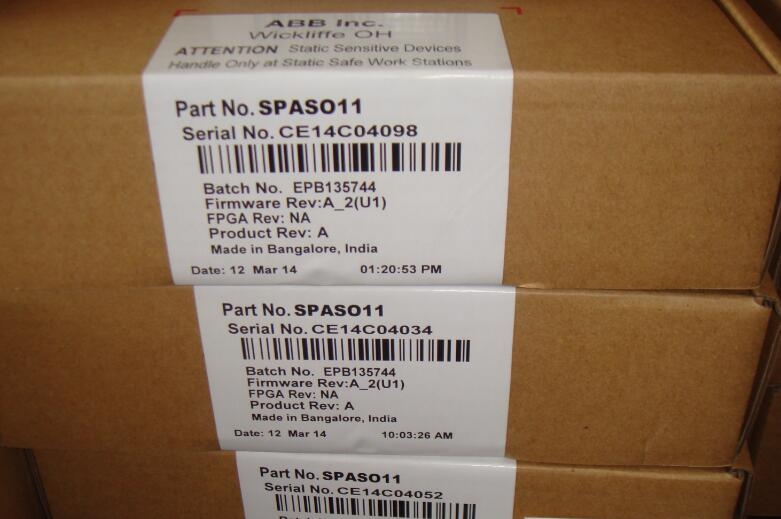 ABB Inc.
Wickliffe OH
ATTENTION Static Sensitive Devices
Handle Only at Static Safe Work Stations
Part No. SPASO11
Serial No. CE14C04098
Batch No. EPB135744
Firmware Rev:A_2(U1)
FPGA Rev: NA
Product Rev: A
Made in Bangalore, India
Date: 12 Mar 14 01:20:53 PM
Part No. SPASO11
Serial No. CE14C04034
Batch No. EPB135744
Firmware Rev:A_2(U1)
FPGA Rev: NA
Product Rev: A
Made in Bangalore, India
Date: 12 Mar 14 10:03:26 AM
Part No. SPASO11
Serial No. CE14C04052